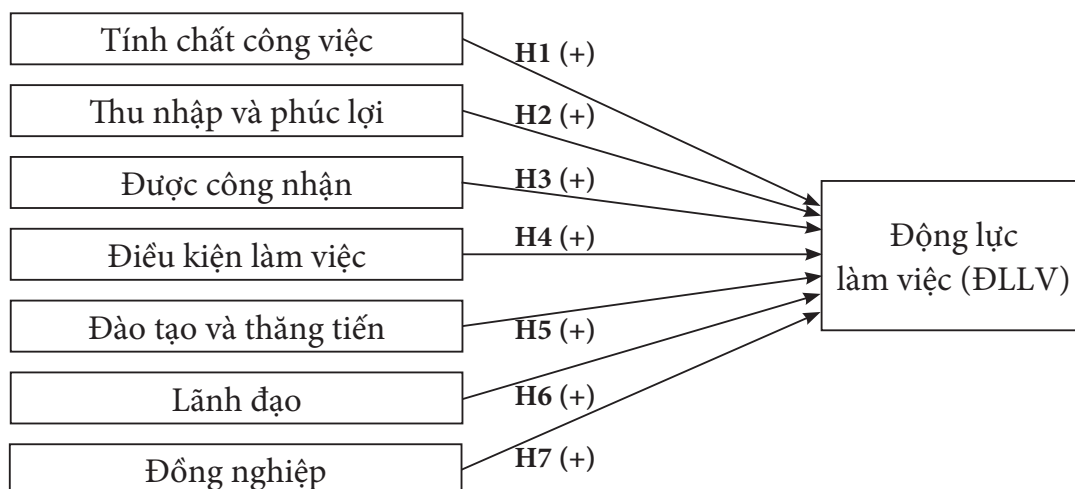 Tính chất công việc
H1 (+)
Thu nhập và phúc lợi
H2 (+)
Được công nhận
H3 (+)
Điều kiện làm việc
H4 (+)
Đào tạo và thăng tiến
H5 (+)
Lãnh đạo
H6 (+)
Đồng nghiệp
H7 (+)
Động lực
làm việc (ĐLLV)